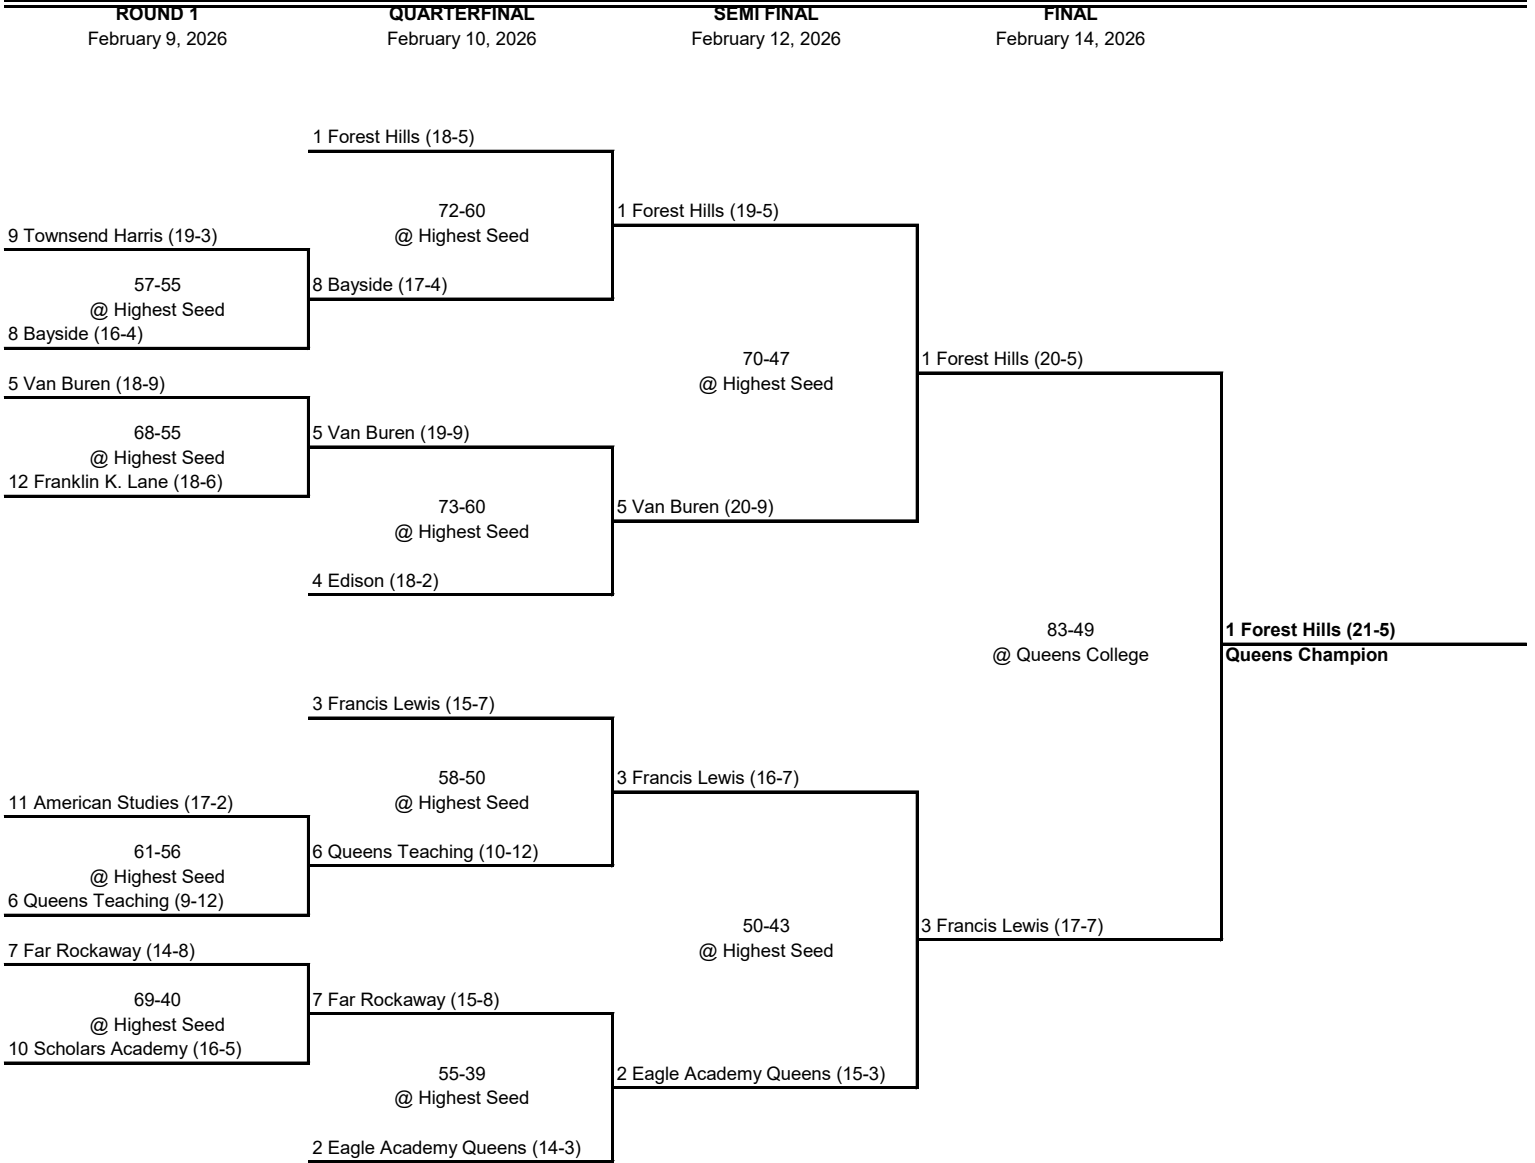 ROUND 1
February 9, 2026
QUARTERFINAL
February 10, 2026
SEMI FINAL
February 12, 2026
FINAL
February 14, 2026
1 Forest Hills (18-5)
72-60
@ Highest Seed
1 Forest Hills (19-5)
9 Townsend Harris (19-3)
57-55
@ Highest Seed
8 Bayside (17-4)
8 Bayside (16-4)
70-47
@ Highest Seed
1 Forest Hills (20-5)
5 Van Buren (18-9)
68-55
@ Highest Seed
5 Van Buren (19-9)
12 Franklin K. Lane (18-6)
73-60
@ Highest Seed
5 Van Buren (20-9)
4 Edison (18-2)
83-49
@ Queens College
1 Forest Hills (21-5)
Queens Champion
3 Francis Lewis (15-7)
58-50
@ Highest Seed
3 Francis Lewis (16-7)
11 American Studies (17-2)
61-56
@ Highest Seed
6 Queens Teaching (10-12)
6 Queens Teaching (9-12)
50-43
@ Highest Seed
3 Francis Lewis (17-7)
7 Far Rockaway (14-8)
69-40
@ Highest Seed
7 Far Rockaway (15-8)
10 Scholars Academy (16-5)
55-39
@ Highest Seed
2 Eagle Academy Queens (15-3)
2 Eagle Academy Queens (14-3)